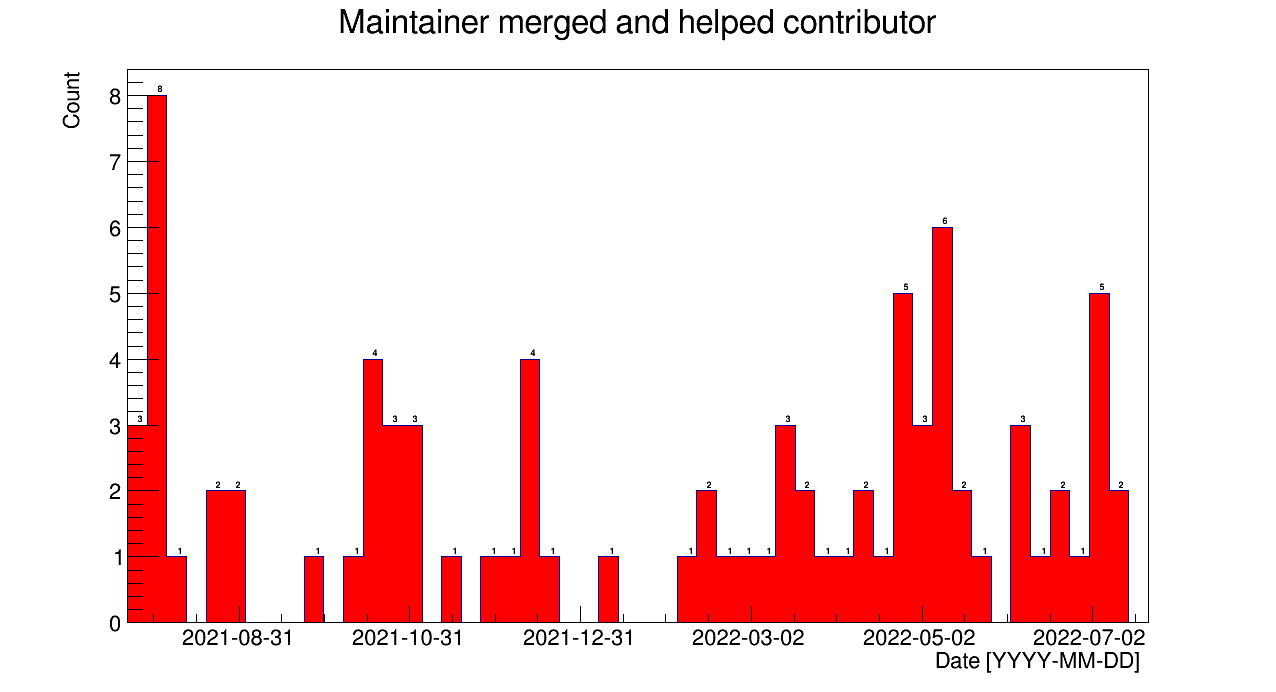 Maintainer merged and helped contributor
Count
8
7
6
5
4
3
2
1
0
3 8 1 2 2 1 1 4 3 3 1 1 1 4 1 1 1 2 1 1 1 3 2 1 1 2 1 5 3 6 2 1 3 1 2 1 5 2
2021-08-31 2021-10-31 2021-12-31 2022-03-02 2022-05-02 2022-07-02
Date [YYYY-MM-DD]